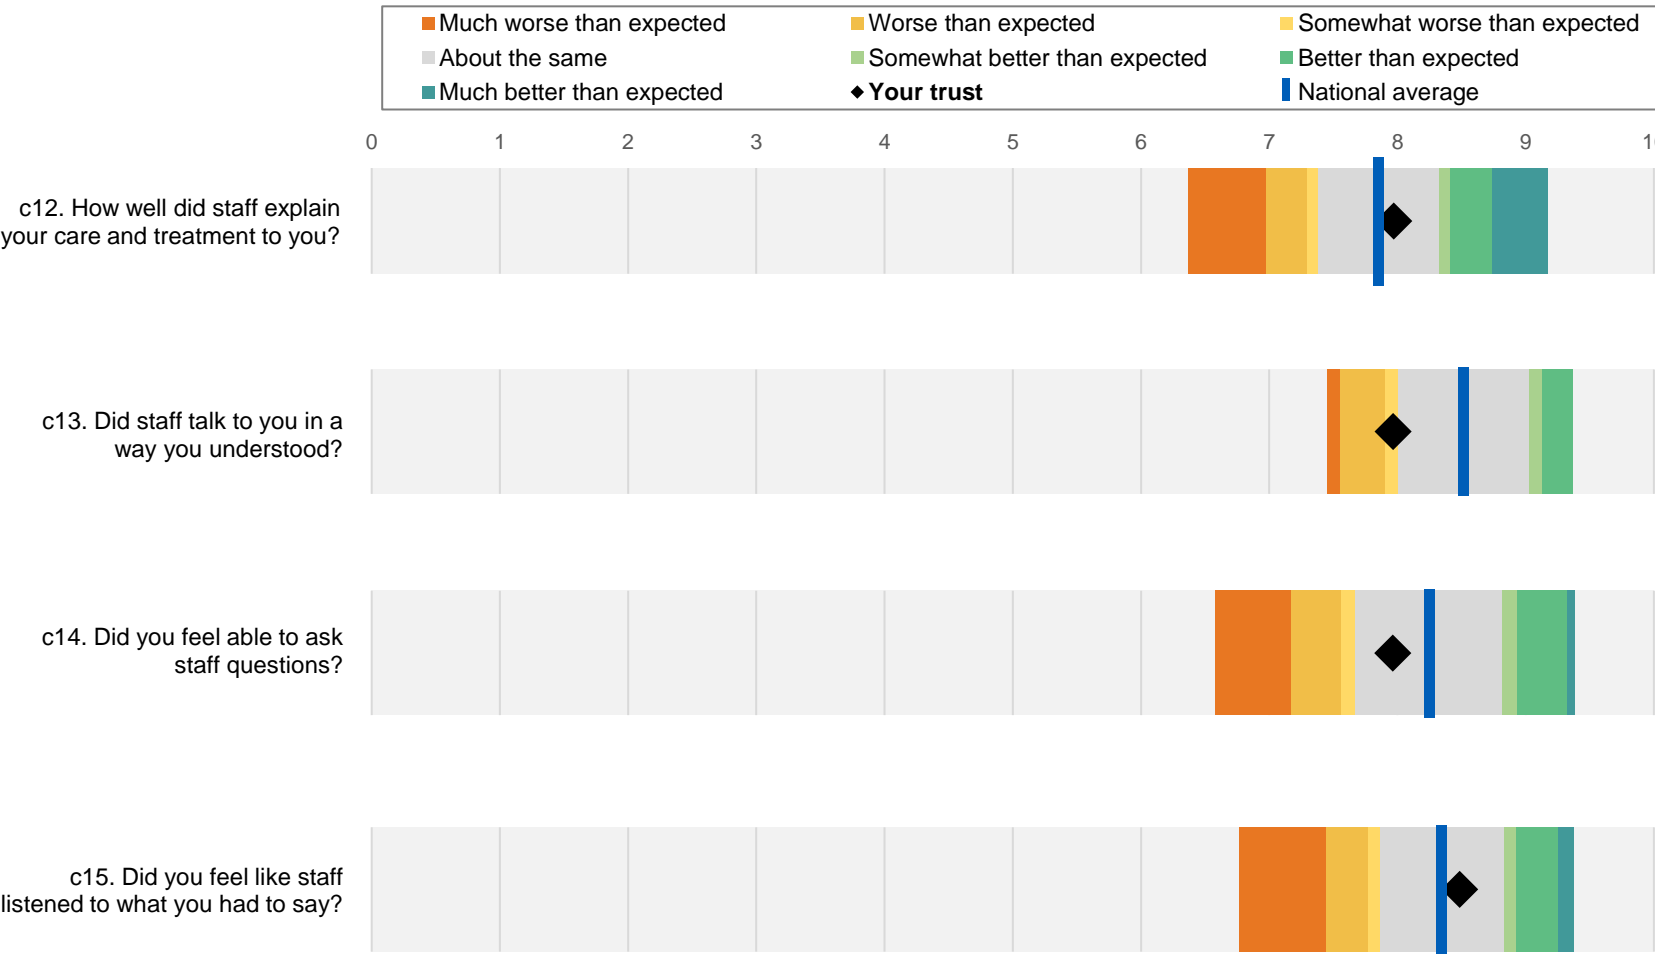 Much worse than expected
Worse than expected
Somewhat worse than expected
About the same
Somewhat better than expected
Better than expected
Much better than expected
Your trust
National average
0 1 2 3 4 5 6 7 8 9
c12. How well did staff explain
your care and treatment to you?
c13. Did staff talk to you in a
way you understood?
c14. Did you feel able to ask
staff questions?
c15. Did you feel like staff
listened to what you had to say?